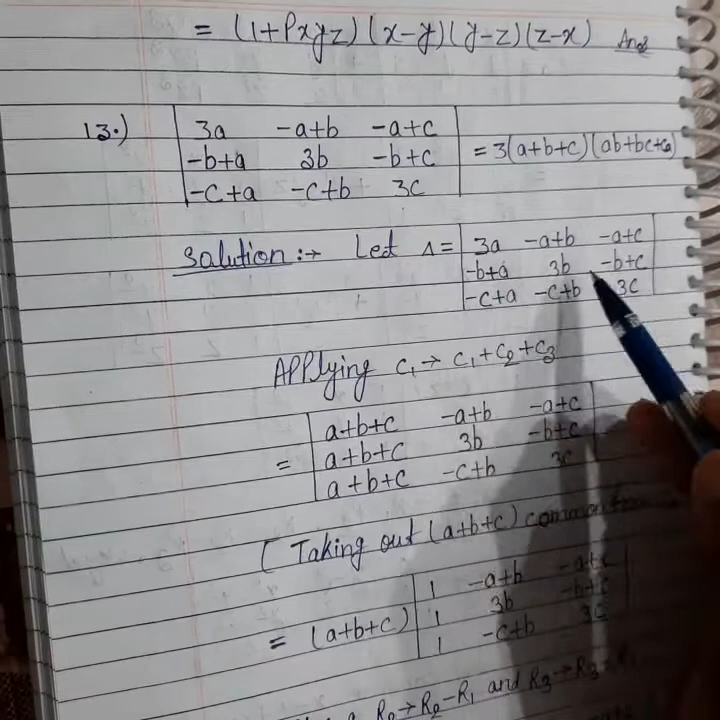 = (1+Pxyz)(x-y)(y-z)(z-x) Ans
13.) | 3a -a+b -a+c |
| -b+a 3b -b+c | = 3(a+b+c)(ab+bc+ca)
| -c+a -c+b 3c |
Solution:→ Let Δ = | 3a -a+b -a+c |
| -b+a 3b -b+c |
| -c+a -c+b 3c |
APPlying C₁→ C₁+C₂+C₃
| a+b+c -a+b -a+c |
= | a+b+c 3b -b+c |
| a+b+c -c+b 3c |
[ Taking out (a+b+c) common
| 1 -a+b -a+c |
= (a+b+c) | 1 3b -b+c |
| 1 -c+b 3c |
R₂→R₂-R₁ and R₃→R₃